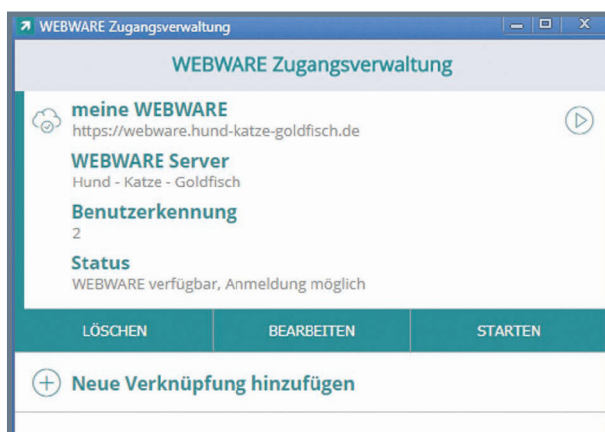 WEBWARE Zugangsverwaltung
WEBWARE Zugangsverwaltung
meine WEBWARE
https://webware.hund-katze-goldfisch.de
WEBWARE Server
Hund - Katze - Goldfisch
Benutzerkennung
2
Status
WEBWARE verfügbar, Anmeldung möglich
LÖSCHEN BEARBEITEN STARTEN
Neue Verknüpfung hinzufügen